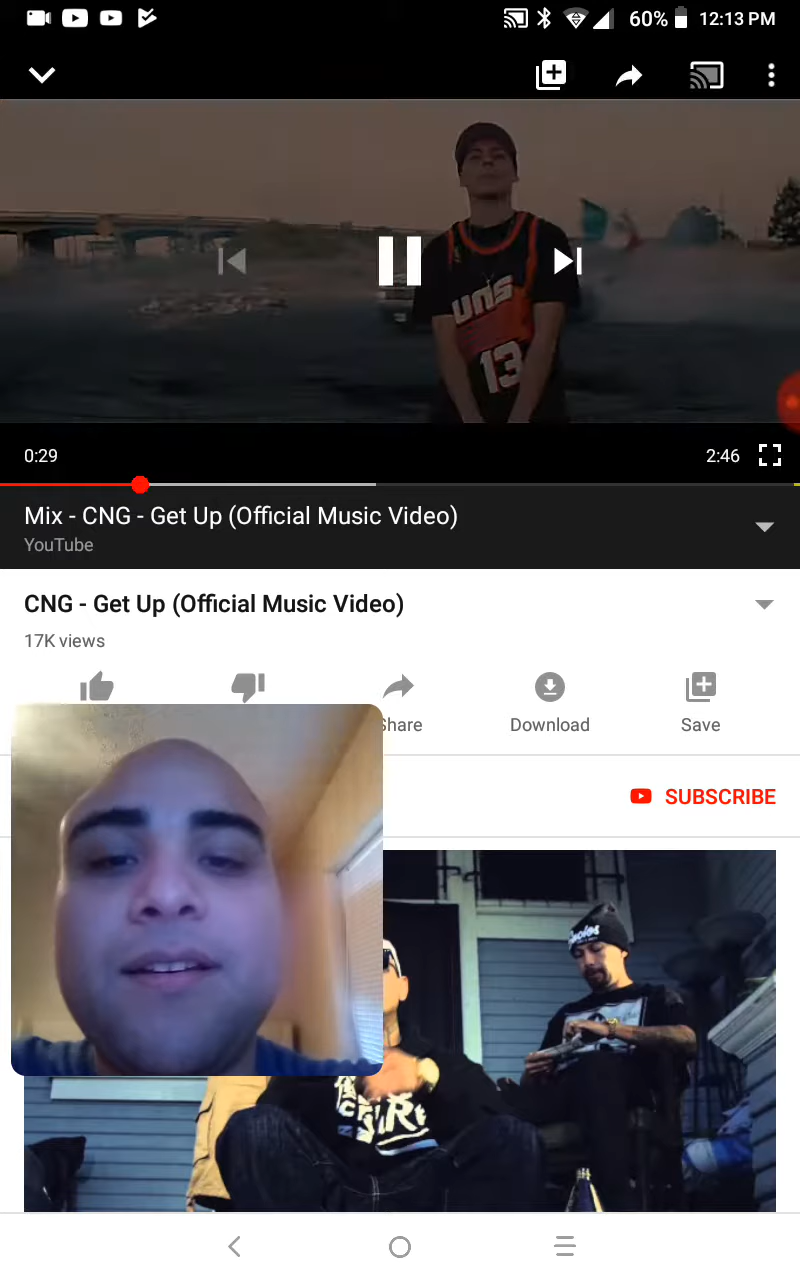 60% 12:13 PM
UNS
13
0:29 2:46
Mix - CNG - Get Up (Official Music Video)
YouTube
CNG - Get Up (Official Music Video)
17K views
Share Download Save
SUBSCRIBE